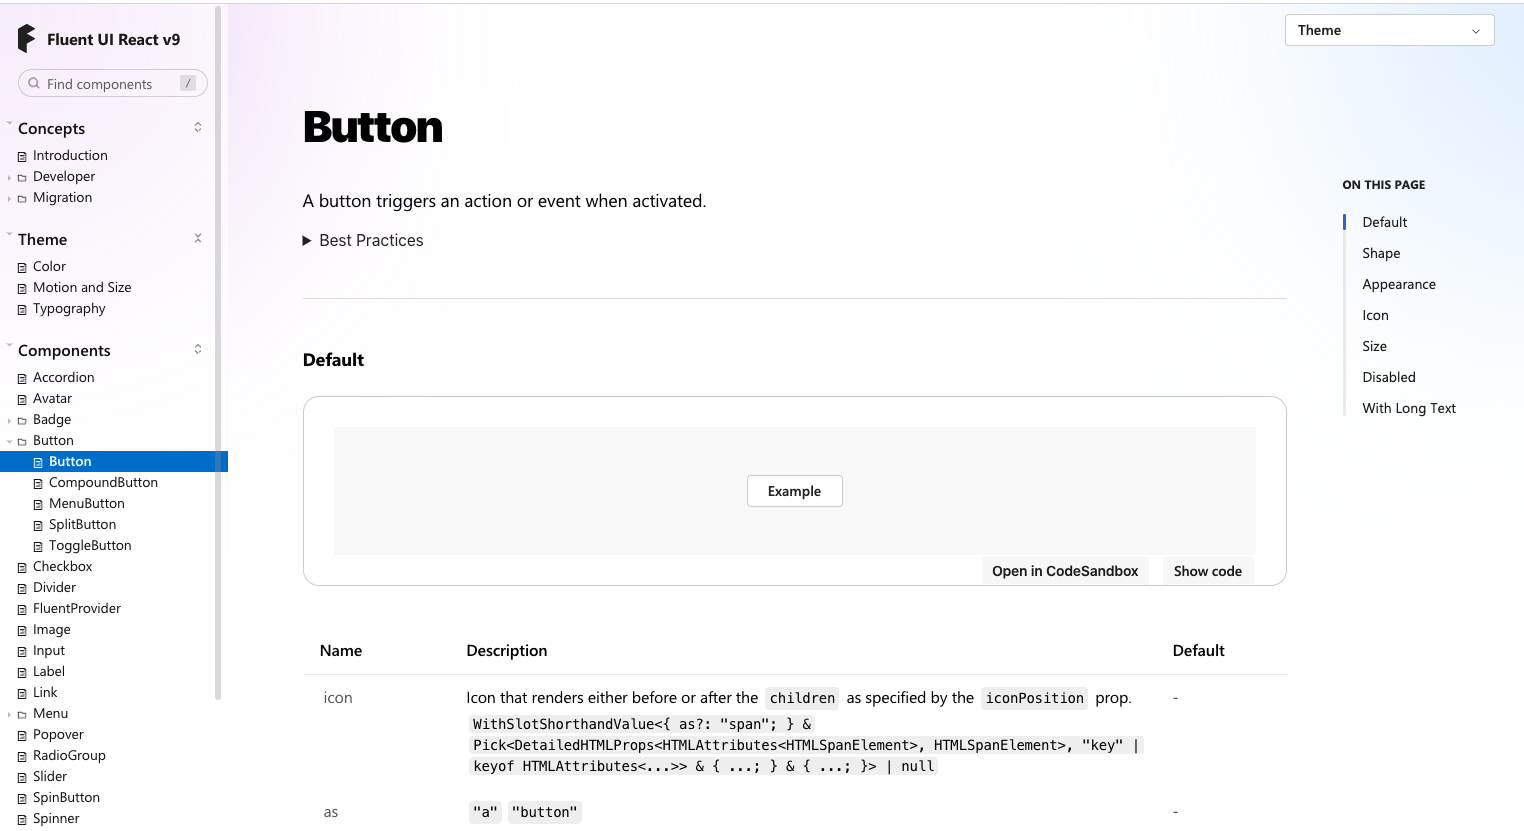 Fluent UI React v9
Find components /
Concepts
Introduction
Developer
Migration
Theme
Color
Motion and Size
Typography
Components
Accordion
Avatar
Badge
Button
Button
CompoundButton
MenuButton
SplitButton
ToggleButton
Checkbox
Divider
FluentProvider
Image
Input
Label
Link
Menu
Popover
RadioGroup
Slider
SpinButton
Spinner
Theme
Button
A button triggers an action or event when activated.
Best Practices
Default
Example
Open in CodeSandbox Show code
Name Description Default
icon Icon that renders either before or after the children as specified by the iconPosition prop. -
WithSlotShorthandValue<{ as?: "span"; } &
Pick<DetailedHTMLProps<HTMLAttributes<HTMLSpanElement>, HTMLSpanElement>, "key" |
keyof HTMLAttributes<...>> & { ...; } & { ...; }> | null
as "a" "button" -
ON THIS PAGE
Default
Shape
Appearance
Icon
Size
Disabled
With Long Text